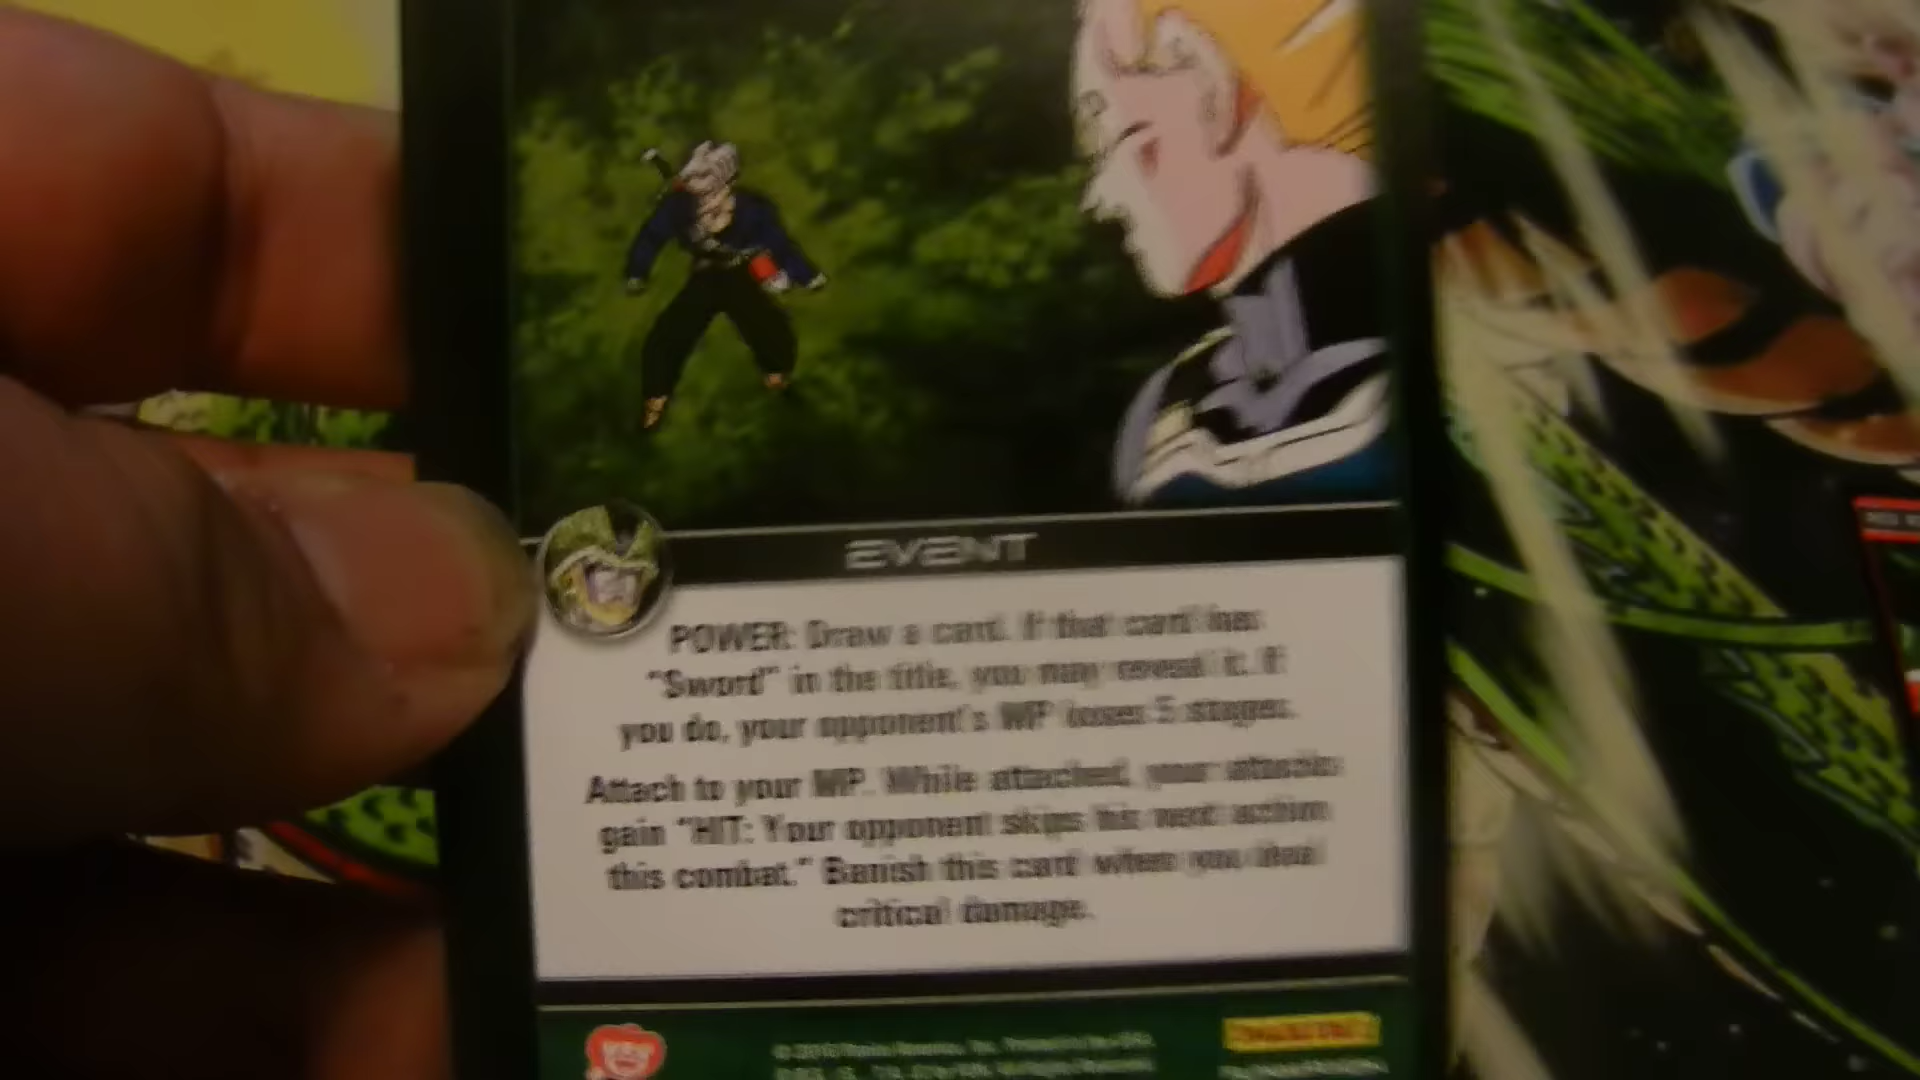 EVENT
POWER: Draw a card. If that card has
"Sword" in the title, you may reveal it. If
you do, your opponent's MP loses 5 stages.
Attach to your MP. While attached, your attacks
gain "HIT: Your opponent skips his next action
this combat." Banish this card when you deal
critical damage.